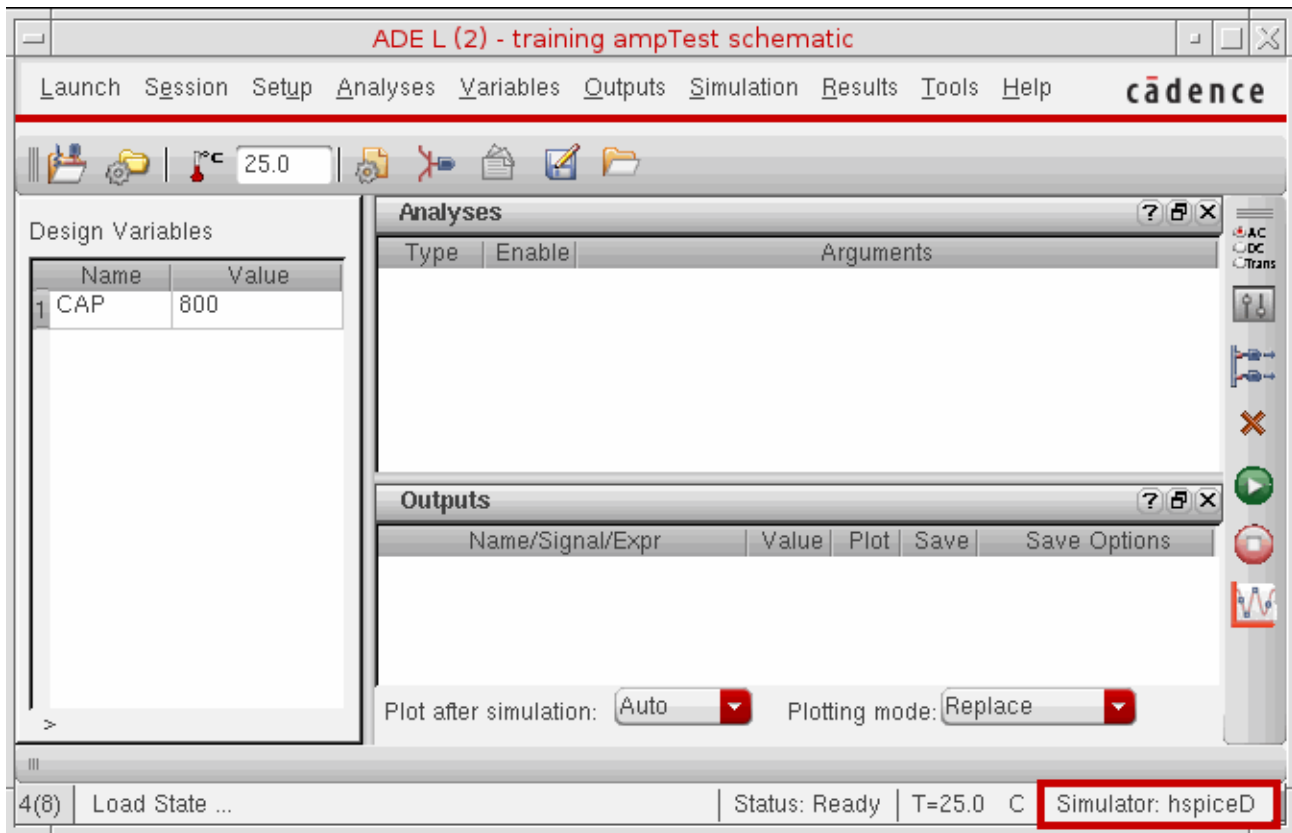 ADE L (2) - training ampTest schematic
Launch Session Setup Analyses Variables Outputs Simulation Results Tools Help cādence
°C 25.0
Design Variables
Name Value
1 CAP 800
Analyses
Type Enable Arguments
AC
DC
Trans
Outputs
Name/Signal/Expr Value Plot Save Save Options
Plot after simulation: Auto Plotting mode: Replace
>
4(8) Load State ... Status: Ready T=25.0 C Simulator: hspiceD